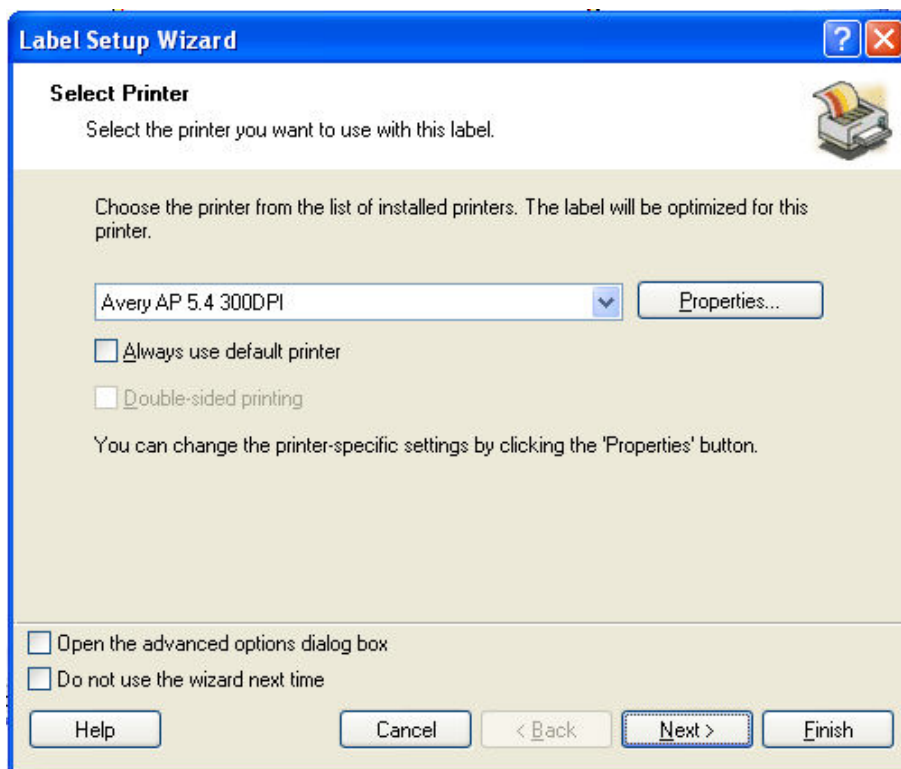 Label Setup Wizard
Select Printer
Select the printer you want to use with this label.
Choose the printer from the list of installed printers. The label will be optimized for this
printer.
Avery AP 5.4 300DPI
Properties...
Always use default printer
Double-sided printing
You can change the printer-specific settings by clicking the 'Properties' button.
Open the advanced options dialog box
Do not use the wizard next time
Help
Cancel
< Back
Next >
Finish